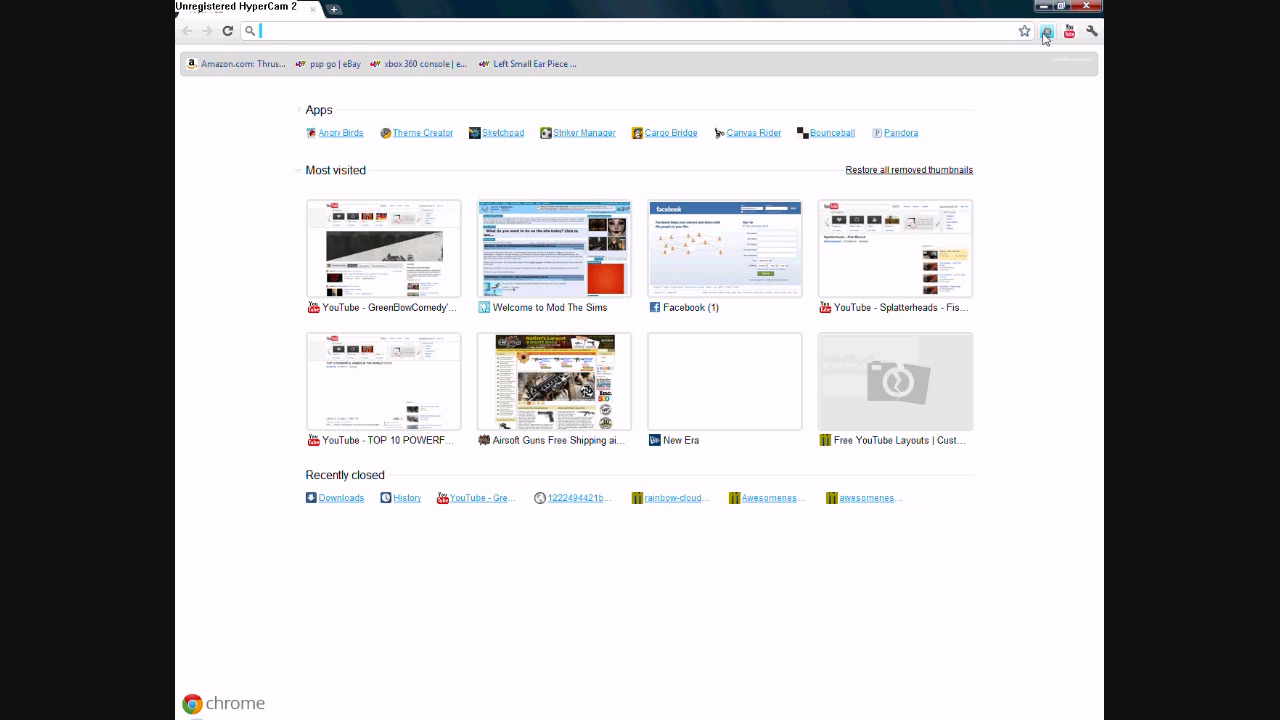 Unregistered HyperCam 2
Amazon.com: Thrus... psp go | eBay xbox 360 console | e... Left Small Ear Piece ...
Apps
Angry Birds Theme Creator Sketchpad Striker Manager Cargo Bridge Canvas Rider Bounceball Pandora
Most visited Restore all removed thumbnails
facebook
YouTube - GreenBowComedy'... Welcome to Mod The Sims Facebook (1) YouTube - Splatterheads - Fis...
YouTube - TOP 10 POWERF... Airsoft Guns Free Shipping ai... New Era Free YouTube Layouts | Cust...
Recently closed
Downloads History YouTube - Gre... 1222494421b... rainbow-cloud... Awesomenes... awesomenes...
chrome